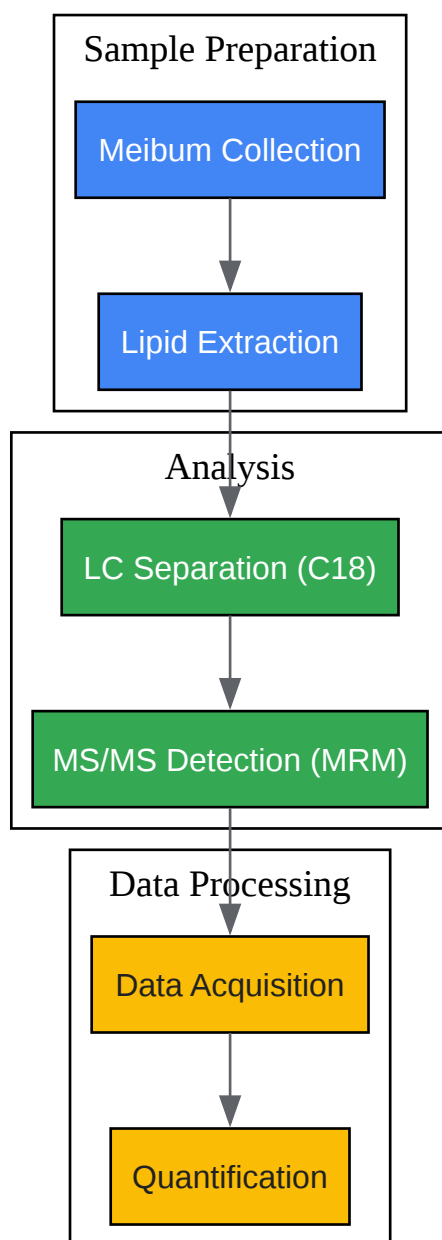 Sample Preparation
Meibum Collection
Lipid Extraction
Analysis
LC Separation (C18)
MS/MS Detection (MRM)
Data Processing
Data Acquisition
Quantification